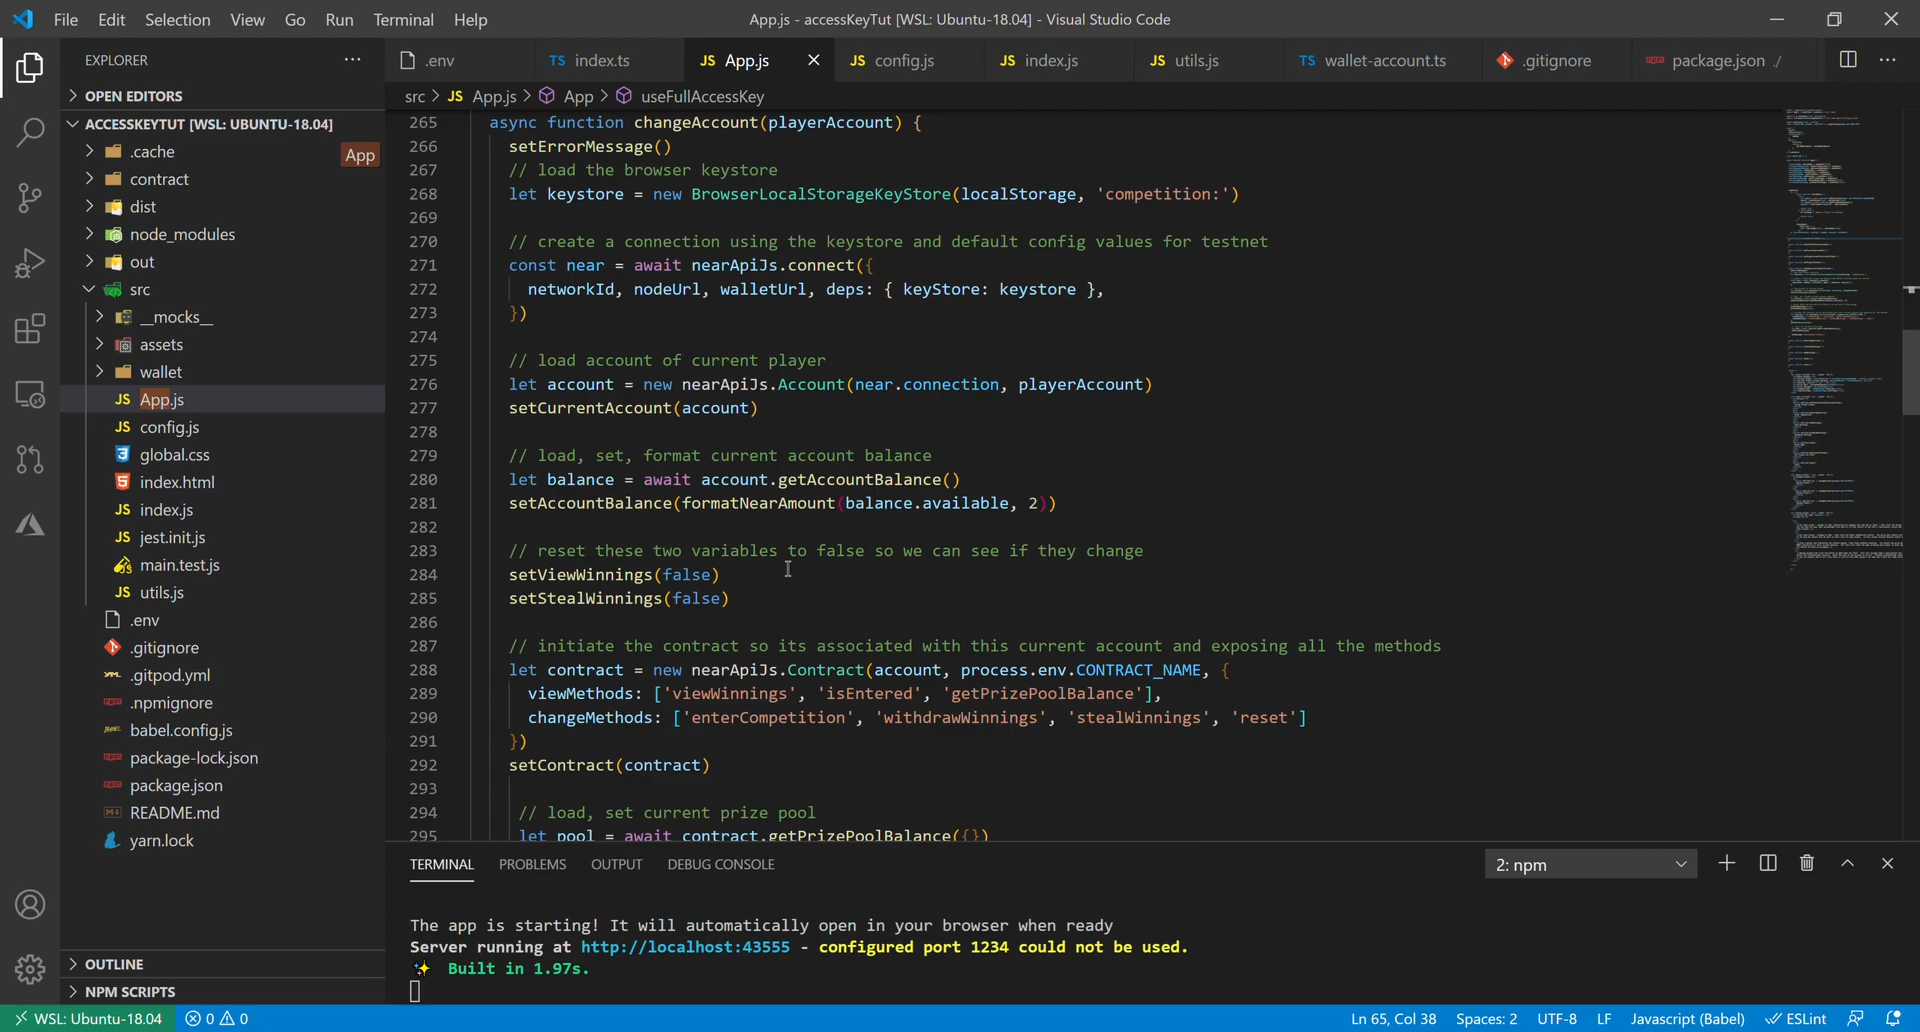 File Edit Selection View Go Run Terminal Help
App.js - accessKeyTut [WSL: Ubuntu-18.04] - Visual Studio Code
EXPLORER
.env
TS index.ts
JS App.js
JS config.js
JS index.js
JS utils.js
TS wallet-account.ts
.gitignore
package.json ./
src > JS App.js > App > useFullAccessKey
OPEN EDITORS
ACCESSKEYTUT [WSL: UBUNTU-18.04]
.cache
App
contract
dist
node_modules
out
src
__mocks__
assets
wallet
JS App.js
JS config.js
global.css
index.html
JS index.js
JS jest.init.js
main.test.js
JS utils.js
.env
.gitignore
.gitpod.yml
.npmignore
babel.config.js
package-lock.json
package.json
README.md
yarn.lock
OUTLINE
NPM SCRIPTS
265 async function changeAccount(playerAccount) {
266 setErrorMessage()
267 // load the browser keystore
268 let keystore = new BrowserLocalStorageKeyStore(localStorage, 'competition:')
269
270 // create a connection using the keystore and default config values for testnet
271 const near = await nearApiJs.connect({
272 networkId, nodeUrl, walletUrl, deps: { keyStore: keystore },
273 })
274
275 // load account of current player
276 let account = new nearApiJs.Account(near.connection, playerAccount)
277 setCurrentAccount(account)
278
279 // load, set, format current account balance
280 let balance = await account.getAccountBalance()
281 setAccountBalance(formatNearAmount(balance.available, 2))
282
283 // reset these two variables to false so we can see if they change
284 setViewWinnings(false)
285 setStealWinnings(false)
286
287 // initiate the contract so its associated with this current account and exposing all the methods
288 let contract = new nearApiJs.Contract(account, process.env.CONTRACT_NAME, {
289 viewMethods: ['viewWinnings', 'isEntered', 'getPrizePoolBalance'],
290 changeMethods: ['enterCompetition', 'withdrawWinnings', 'stealWinnings', 'reset']
291 })
292 setContract(contract)
293
294 // load, set current prize pool
295 let pool = await contract.getPrizePoolBalance({})
TERMINAL PROBLEMS OUTPUT DEBUG CONSOLE
2: npm
The app is starting! It will automatically open in your browser when ready
Server running at http://localhost:43555 - configured port 1234 could not be used.
Built in 1.97s.
WSL: Ubuntu-18.04
0 0
Ln 65, Col 38 Spaces: 2 UTF-8 LF Javascript (Babel) ESLint